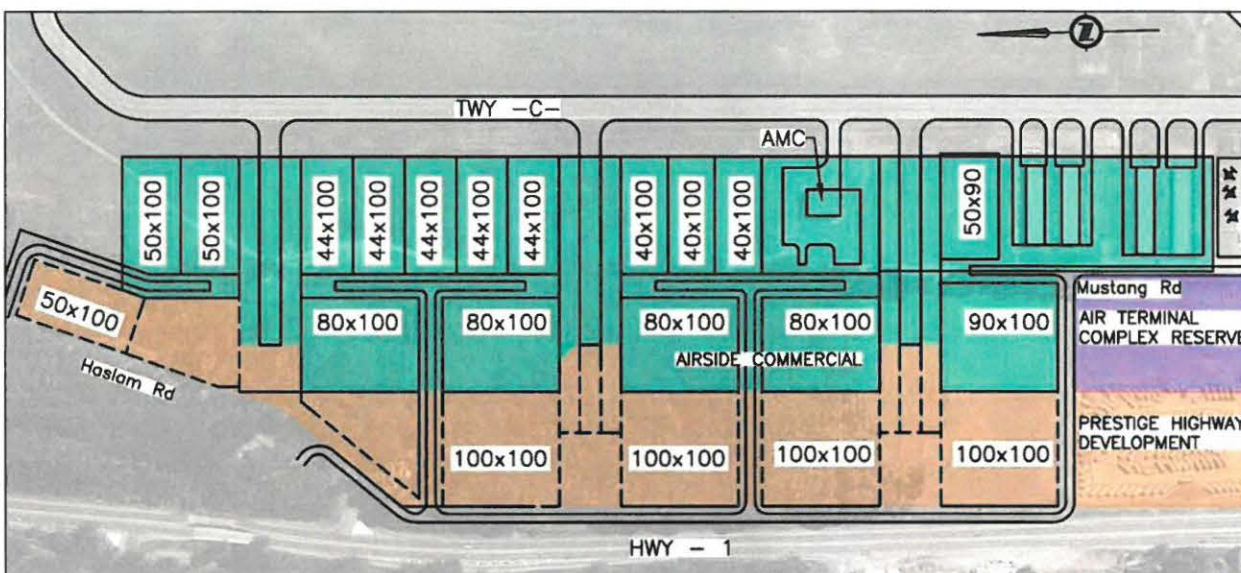 Z
TWY -C-
AMC
50x100
50x100
44x100
44x100
44x100
44x100
44x100
40x100
40x100
40x100
50x90
50x100
80x100
80x100
80x100
80x100
90x100
Mustang Rd
AIR TERMINAL
COMPLEX RESERVE
AIRSIDE COMMERCIAL
Haslam Rd
PRESTIGE HIGHWAY
DEVELOPMENT
100x100
100x100
100x100
100x100
HWY - 1